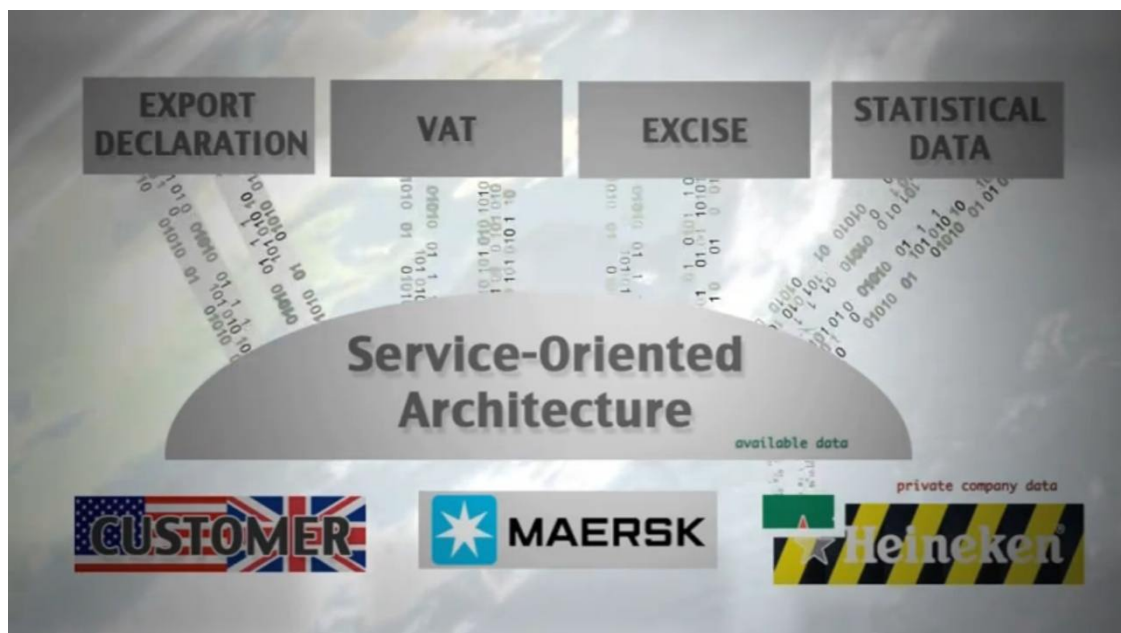 EXPORT
DECLARATION
VAT
EXCISE
STATISTICAL
DATA
Service-Oriented
Architecture
available data
private company data
CUSTOMER
MAERSK
Heineken®